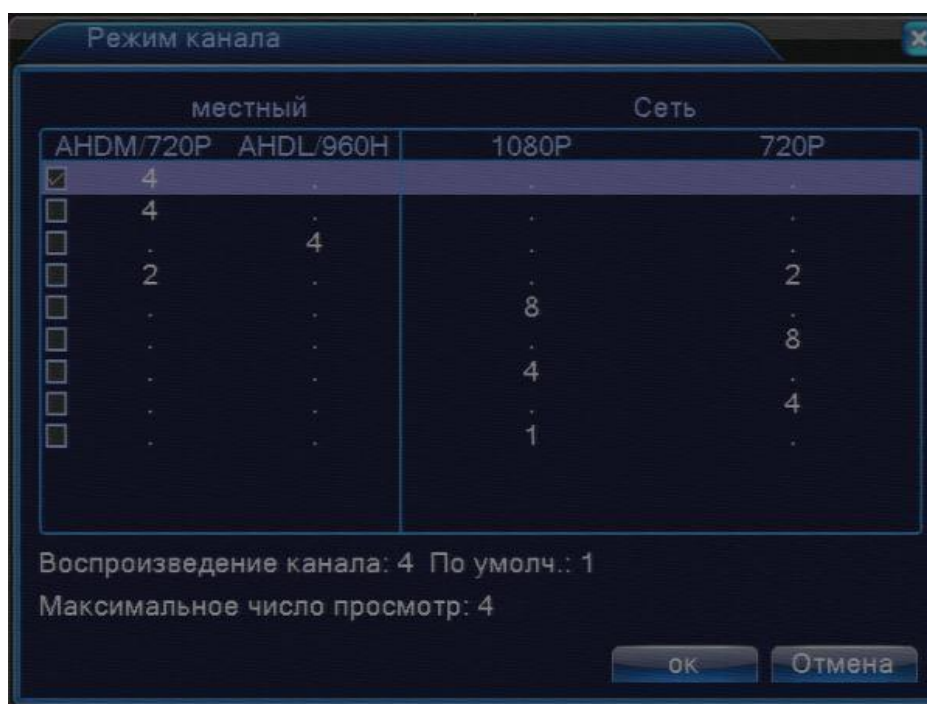 Режим канала
местный Сеть
AHDM/720P AHDL/960H 1080P 720P
4 . . .
4 . . .
. 4 . .
2 . . 2
. . 8 .
. . . 8
. . 4 .
. . . 4
. . 1 .
Воспроизведение канала: 4 По умолч.: 1
Максимальное число просмотр: 4
ок Отмена